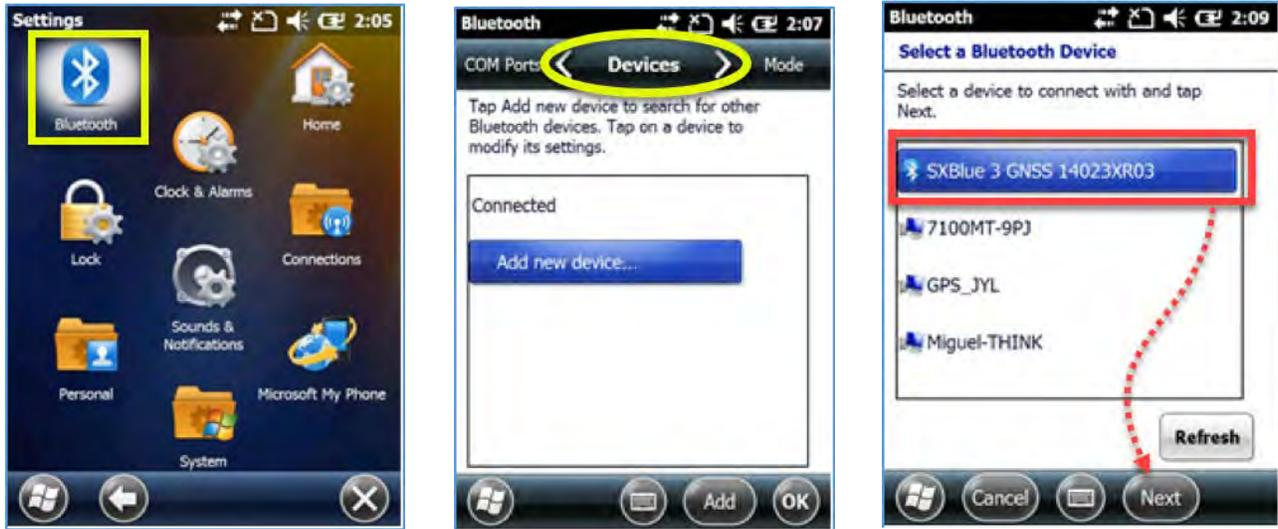 Settings 2:05
Bluetooth
Home
Clock & Alarms
Lock
Connections
Sounds &
Notifications
Personal
Microsoft My Phone
System
Bluetooth 2:07
COM Ports Devices Mode
Tap Add new device to search for other
Bluetooth devices. Tap on a device to
modify its settings.
Connected
Add new device...
Add OK
Bluetooth 2:09
Select a Bluetooth Device
Select a device to connect with and tap
Next.
SXBlue 3 GNSS 14023XR03
7100MT-9PJ
GPS_JYL
Miguel-THINK
Refresh
Cancel Next